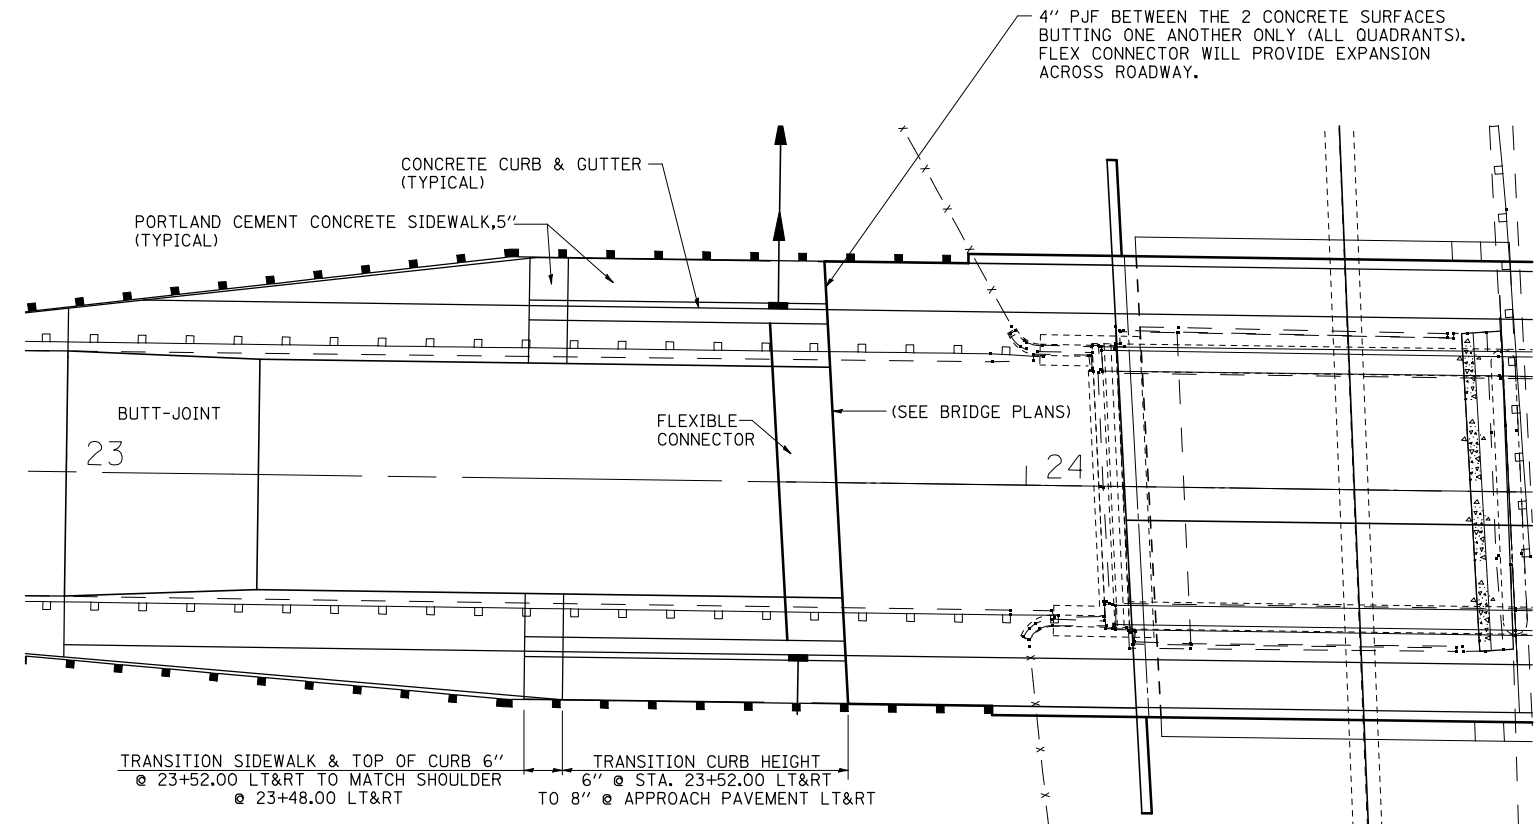 4" PJF BETWEEN THE 2 CONCRETE SURFACES
BUTTING ONE ANOTHER ONLY (ALL QUADRANTS).
FLEX CONNECTOR WILL PROVIDE EXPANSION
ACROSS ROADWAY.
CONCRETE CURB & GUTTER
(TYPICAL)
PORTLAND CEMENT CONCRETE SIDEWALK,5"
(TYPICAL)
BUTT-JOINT
FLEXIBLE
CONNECTOR
(SEE BRIDGE PLANS)
23
24
TRANSITION SIDEWALK & TOP OF CURB 6"
@ 23+52.00 LT&RT TO MATCH SHOULDER
@ 23+48.00 LT&RT
TRANSITION CURB HEIGHT
6" @ STA. 23+52.00 LT&RT
TO 8" @ APPROACH PAVEMENT LT&RT